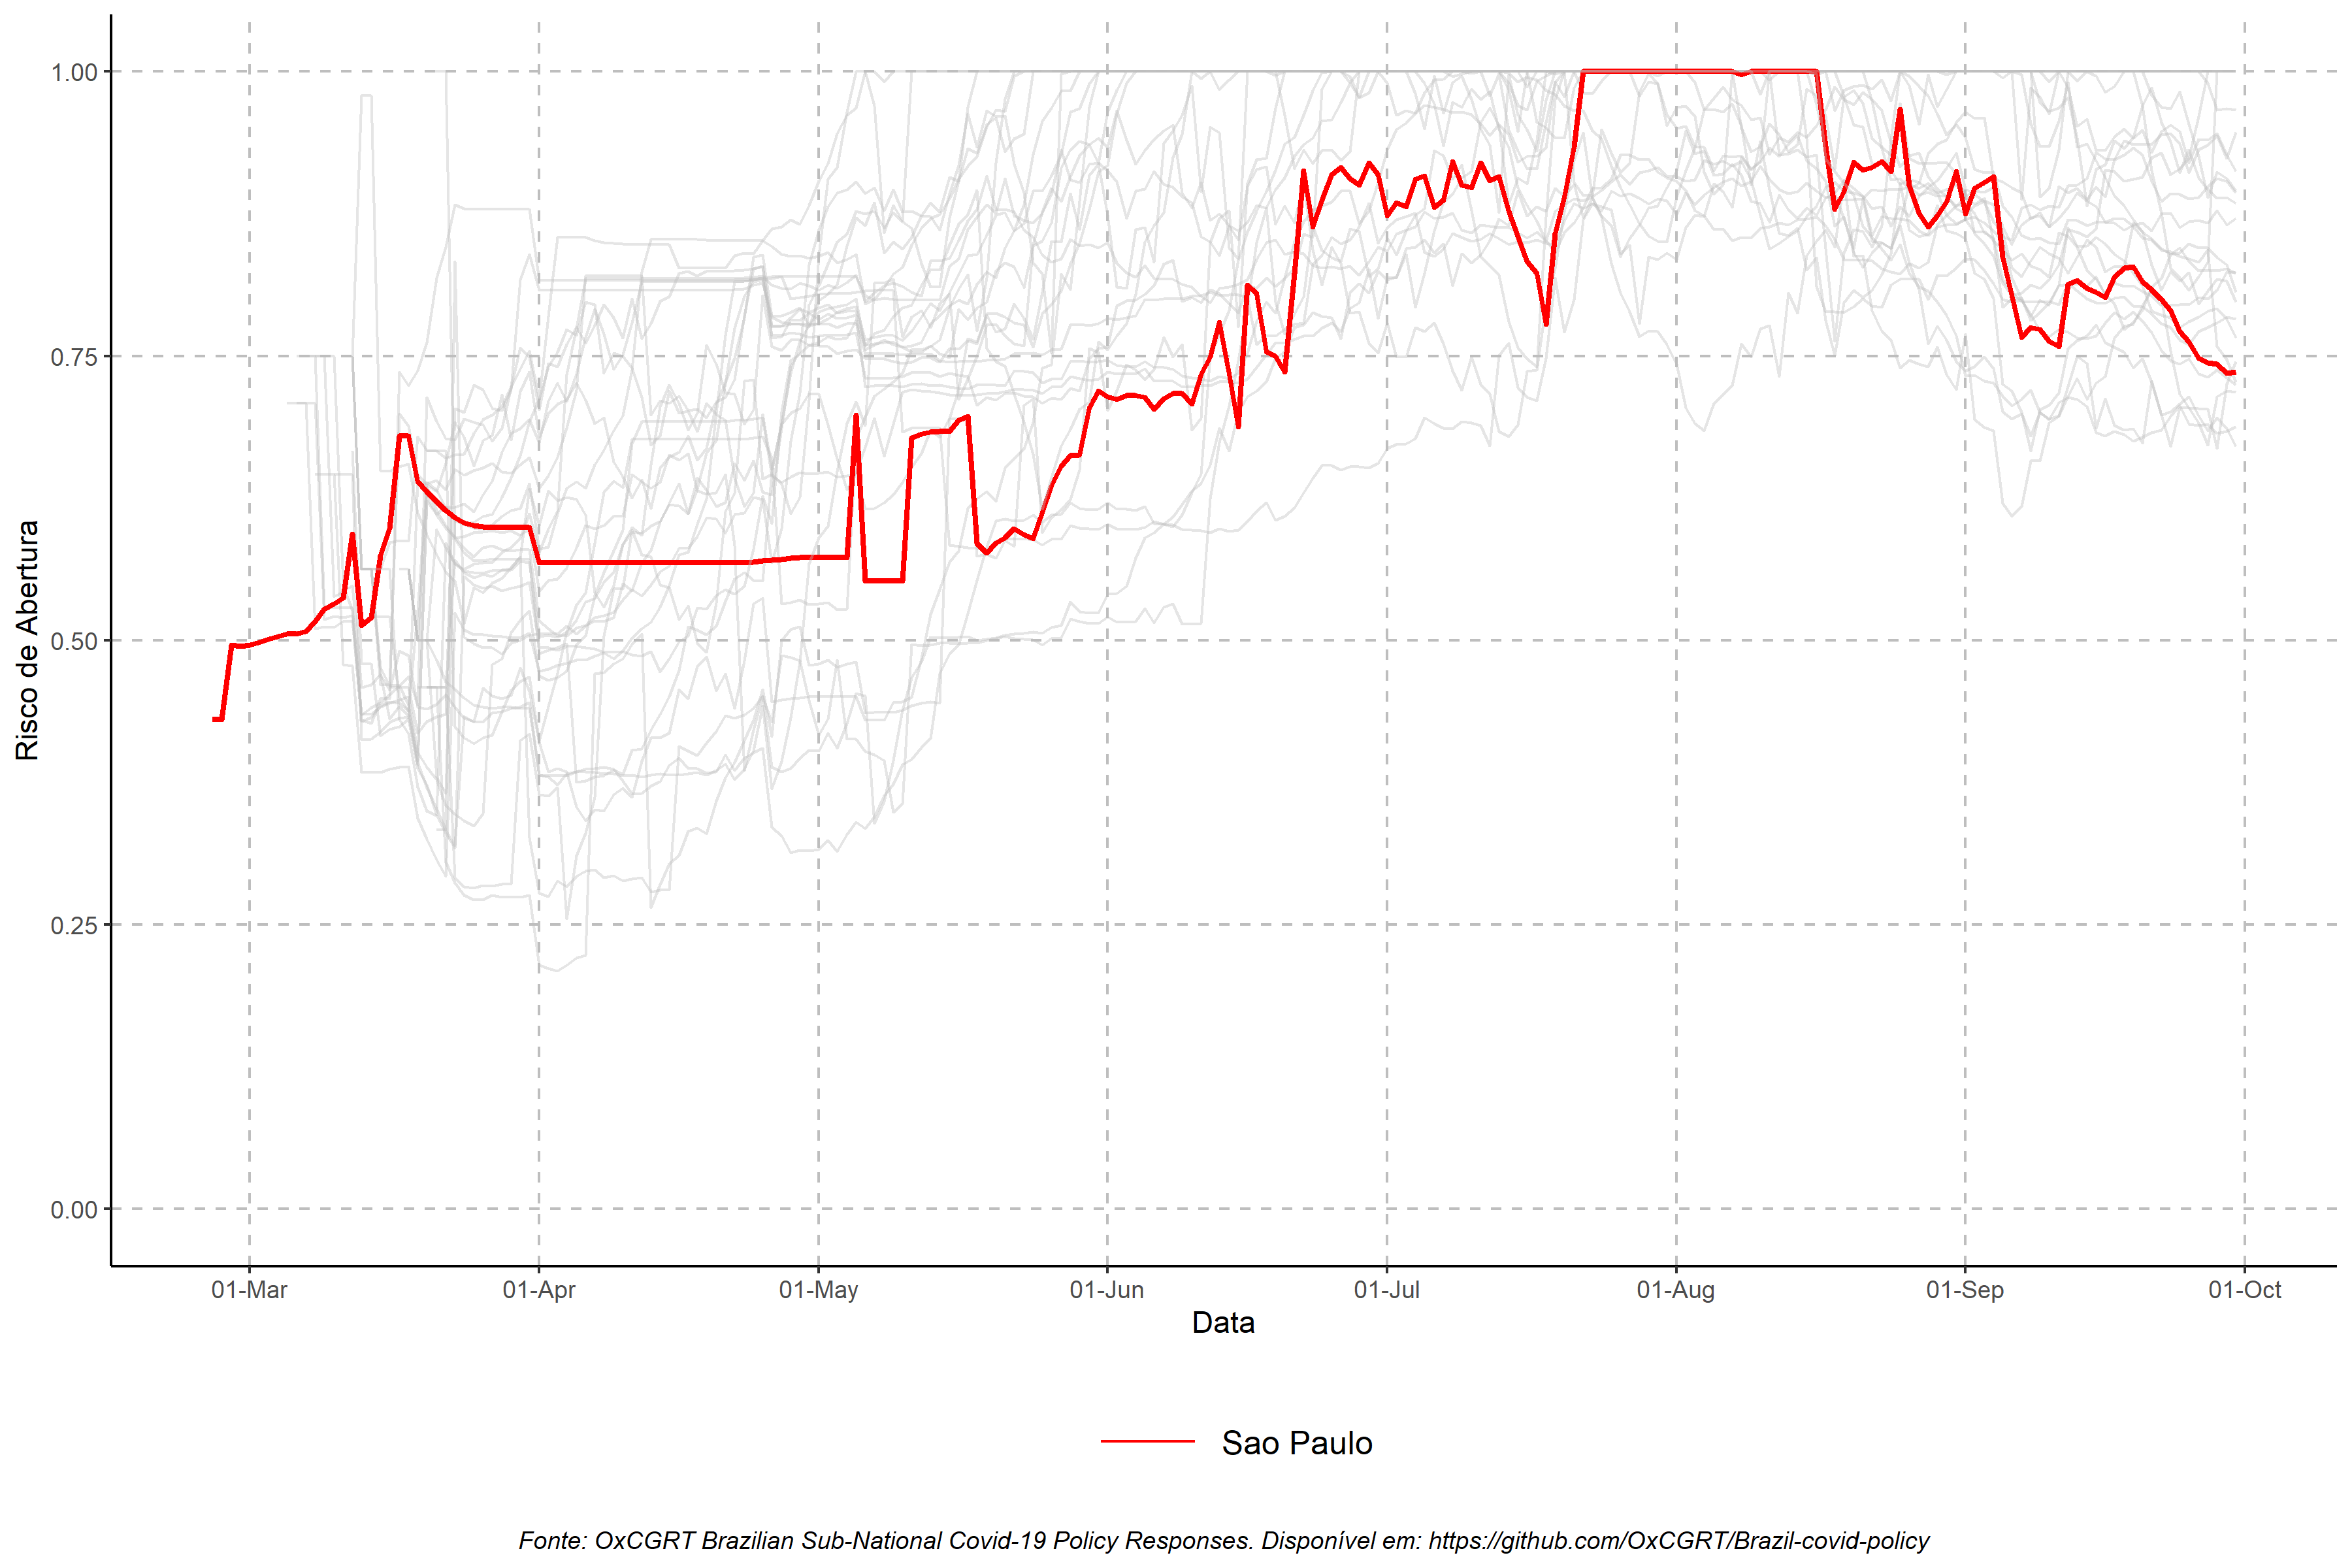 Risco de Abertura
1.00
0.75
0.50
0.25
0.00
01-Mar 01-Apr 01-May 01-Jun 01-Jul 01-Aug 01-Sep 01-Oct
Data
Sao Paulo
Fonte: OxCGRT Brazilian Sub-National Covid-19 Policy Responses. Disponível em: https://github.com/OxCGRT/Brazil-covid-policy